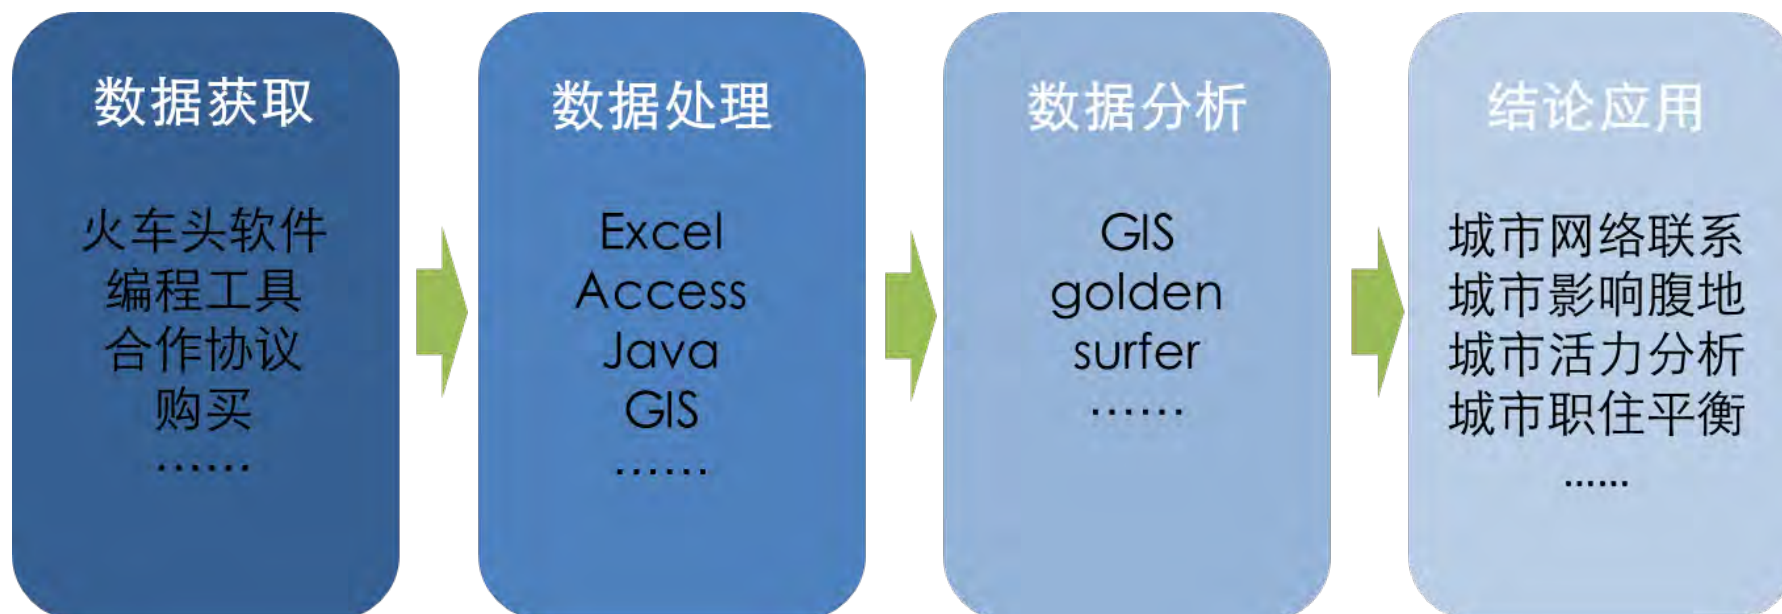 数据获取
火车头软件
编程工具
合作协议
购买
……
数据处理
Excel
Access
Java
GIS
……
数据分析
GIS
golden
surfer
……
结论应用
城市网络联系
城市影响腹地
城市活力分析
城市职住平衡
……